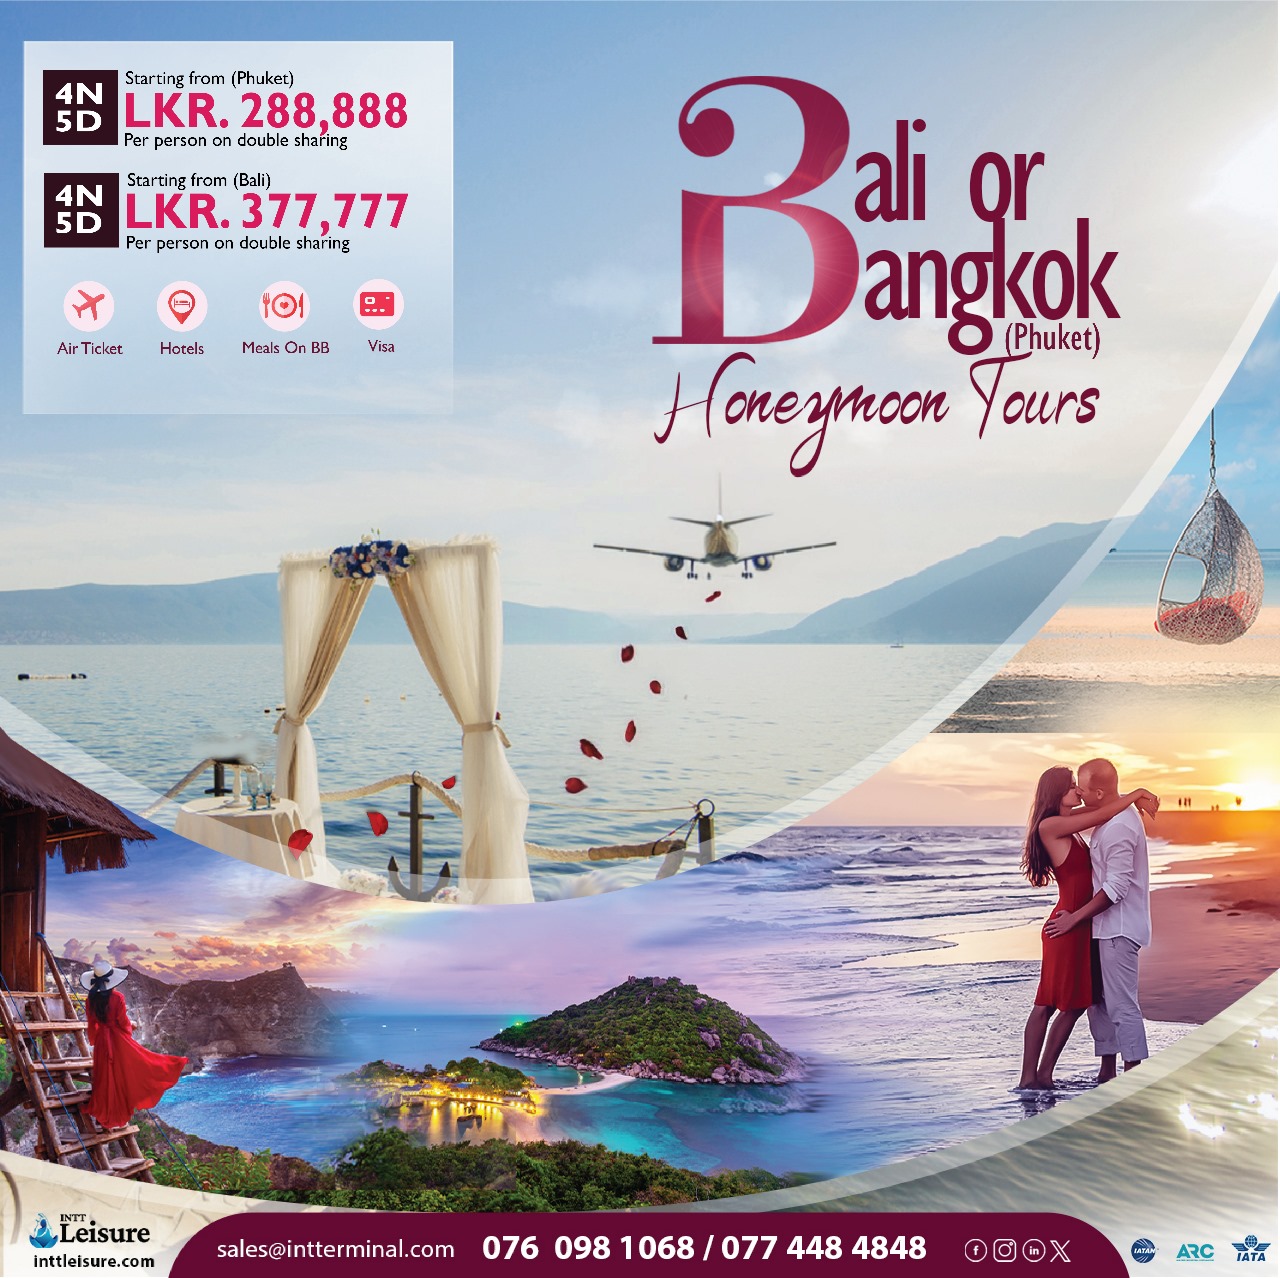 4N
5D
Starting from (Phuket)
LKR. 288,888
Per person on double sharing
4N
5D
Starting from (Bali)
LKR. 377,777
Per person on double sharing
Air Ticket
Hotels
Meals On BB
Visa
Bali or
Bangkok
(Phuket)
Honeymoon Tours
INTT
Leisure
inttleisure.com
sales@intterminal.com
076 098 1068 / 077 448 4848
IATAN
ARC
IATA